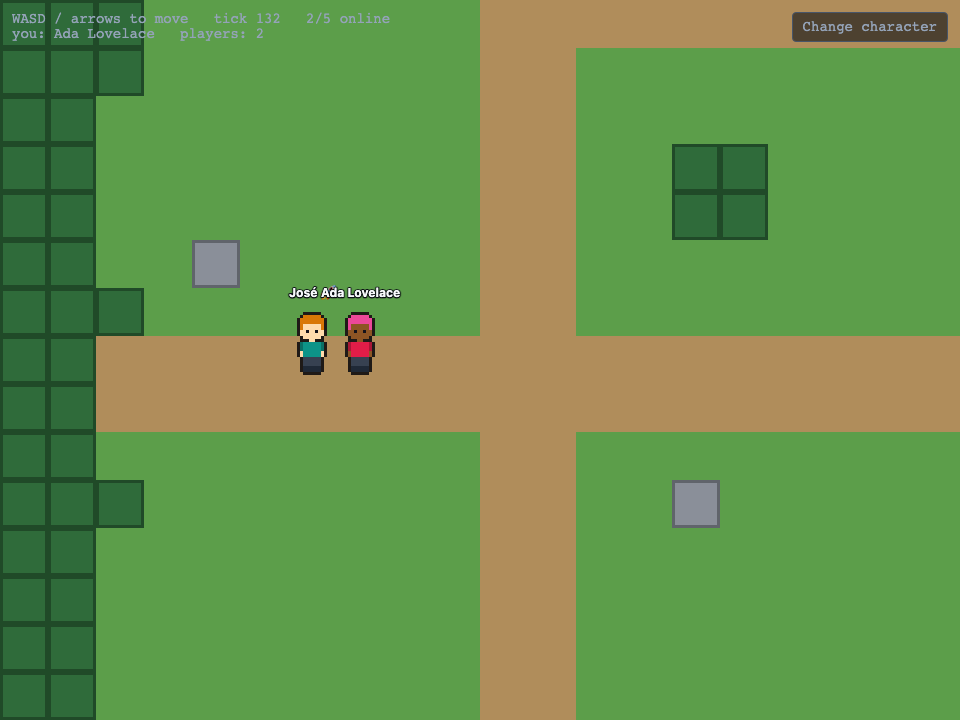 WASD / arrows to move   tick 132   2/5 online
you: Ada Lovelace   players: 2
Change character
José Ada Lovelace